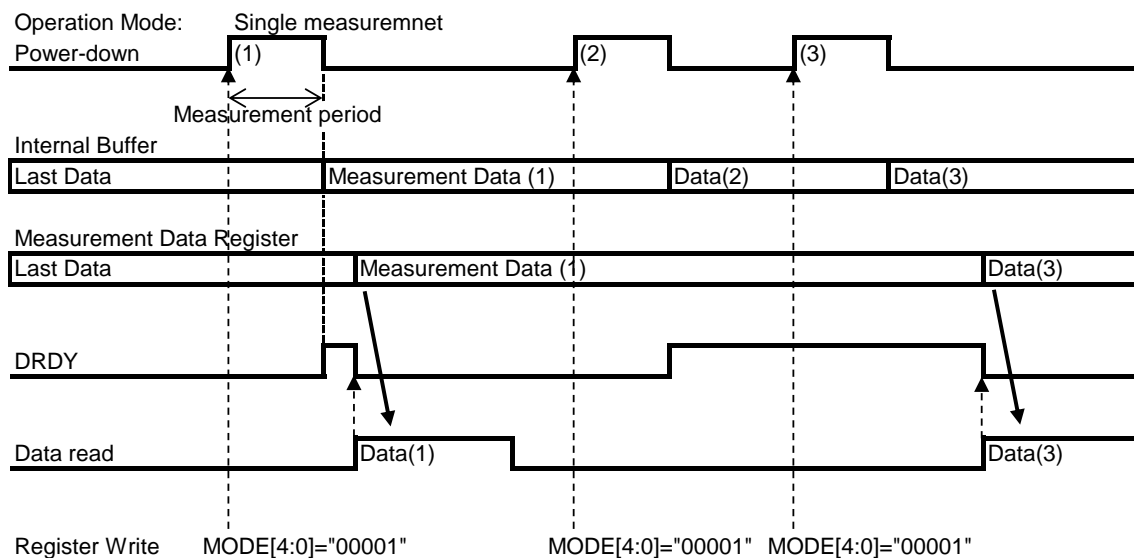 Operation Mode: Single measuremnet
Power-down (1) (2) (3)
Measurement period
Internal Buffer
Last Data Measurement Data (1) Data(2) Data(3)
Measurement Data Register
Last Data Measurement Data (1) Data(3)
DRDY
Data read Data(1) Data(3)
Register Write MODE[4:0]="00001" MODE[4:0]="00001" MODE[4:0]="00001"